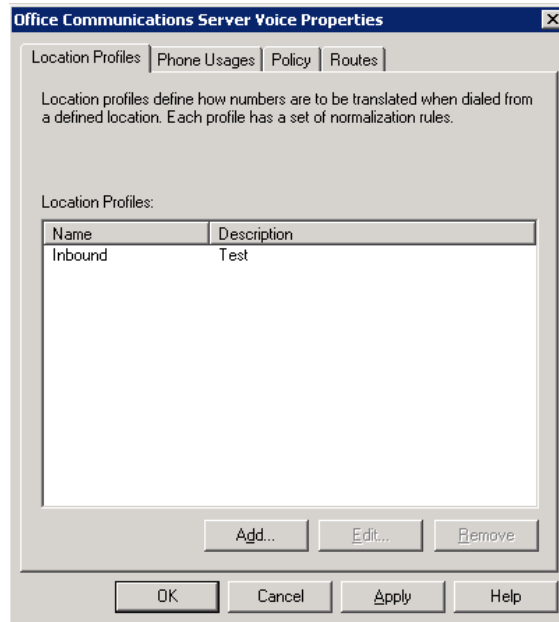 Office Communications Server Voice Properties
Location Profiles Phone Usages Policy Routes
Location profiles define how numbers are to be translated when dialed from
a defined location. Each profile has a set of normalization rules.
Location Profiles:
Name Description
Inbound Test
Add... Edit... Remove
OK Cancel Apply Help